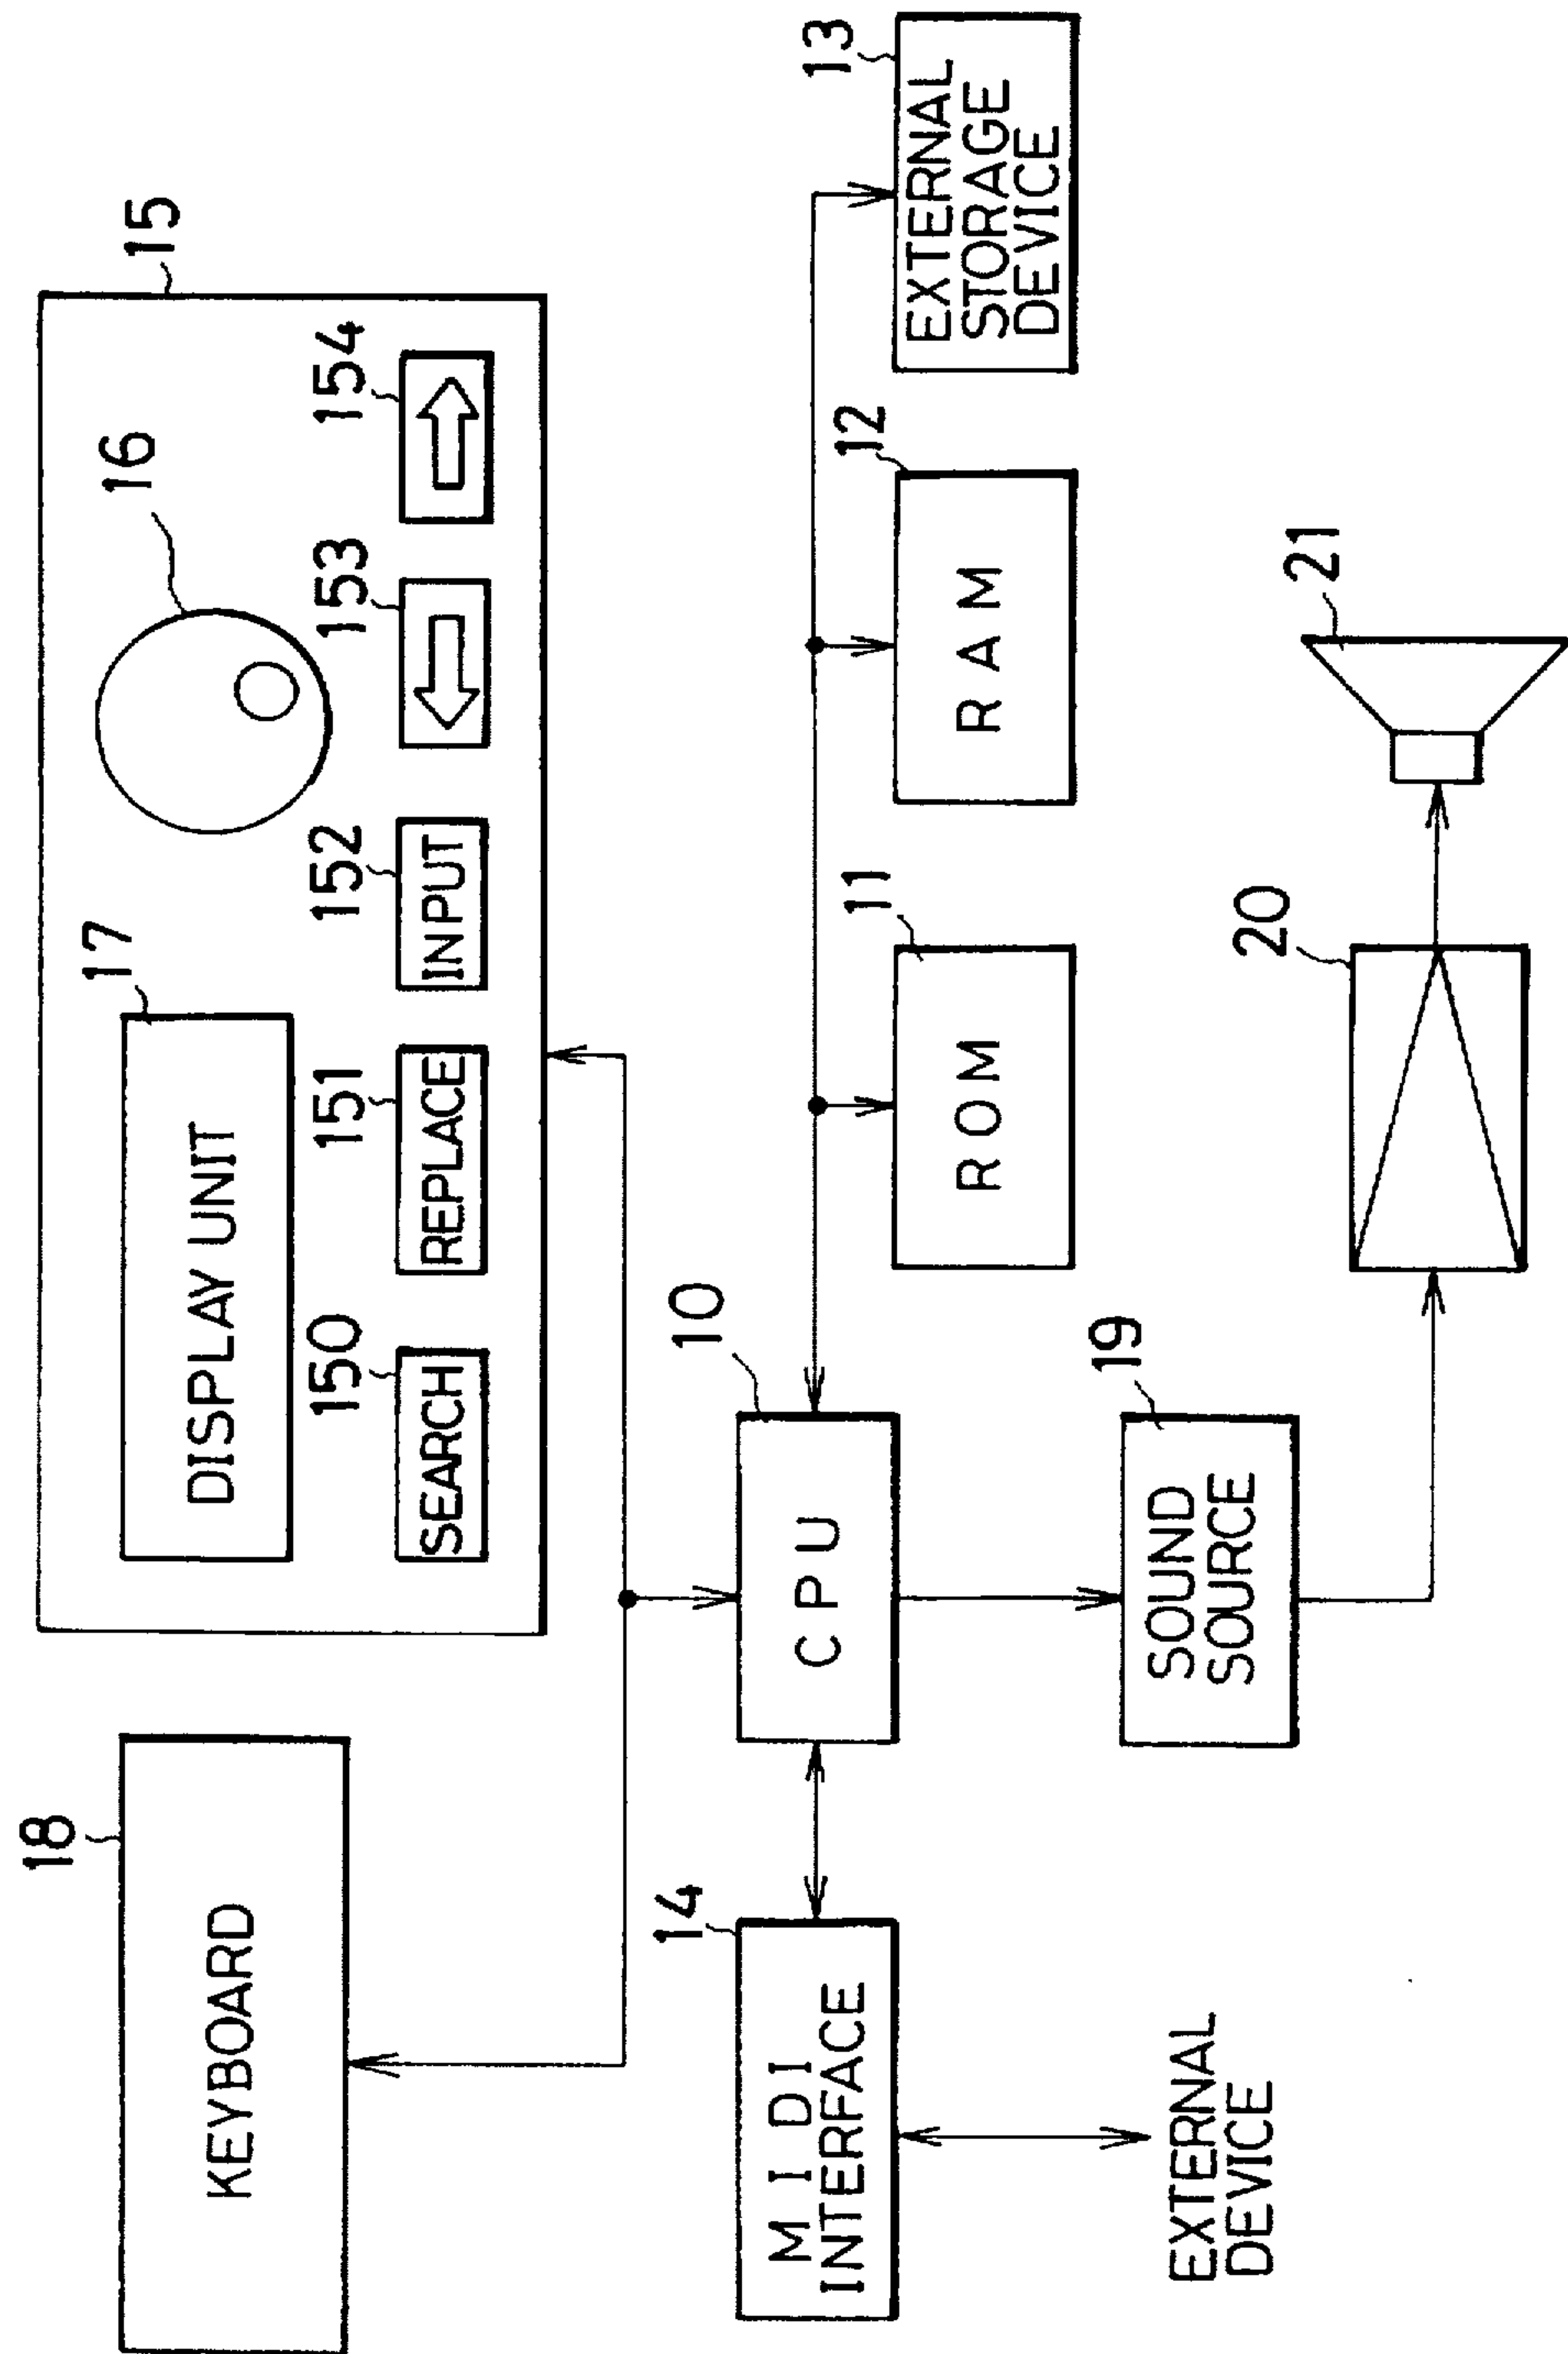 15
17
16
DISPLAY UNIT
150
151
152
153
154
SEARCH
REPLACE
INPUT
18
KEYBOARD
14
MIDI
INTERFACE
10
CPU
11
ROM
12
RAM
13
EXTERNAL
STORAGE
DEVICE
EXTERNAL
DEVICE
19
SOUND
SOURCE
20
21